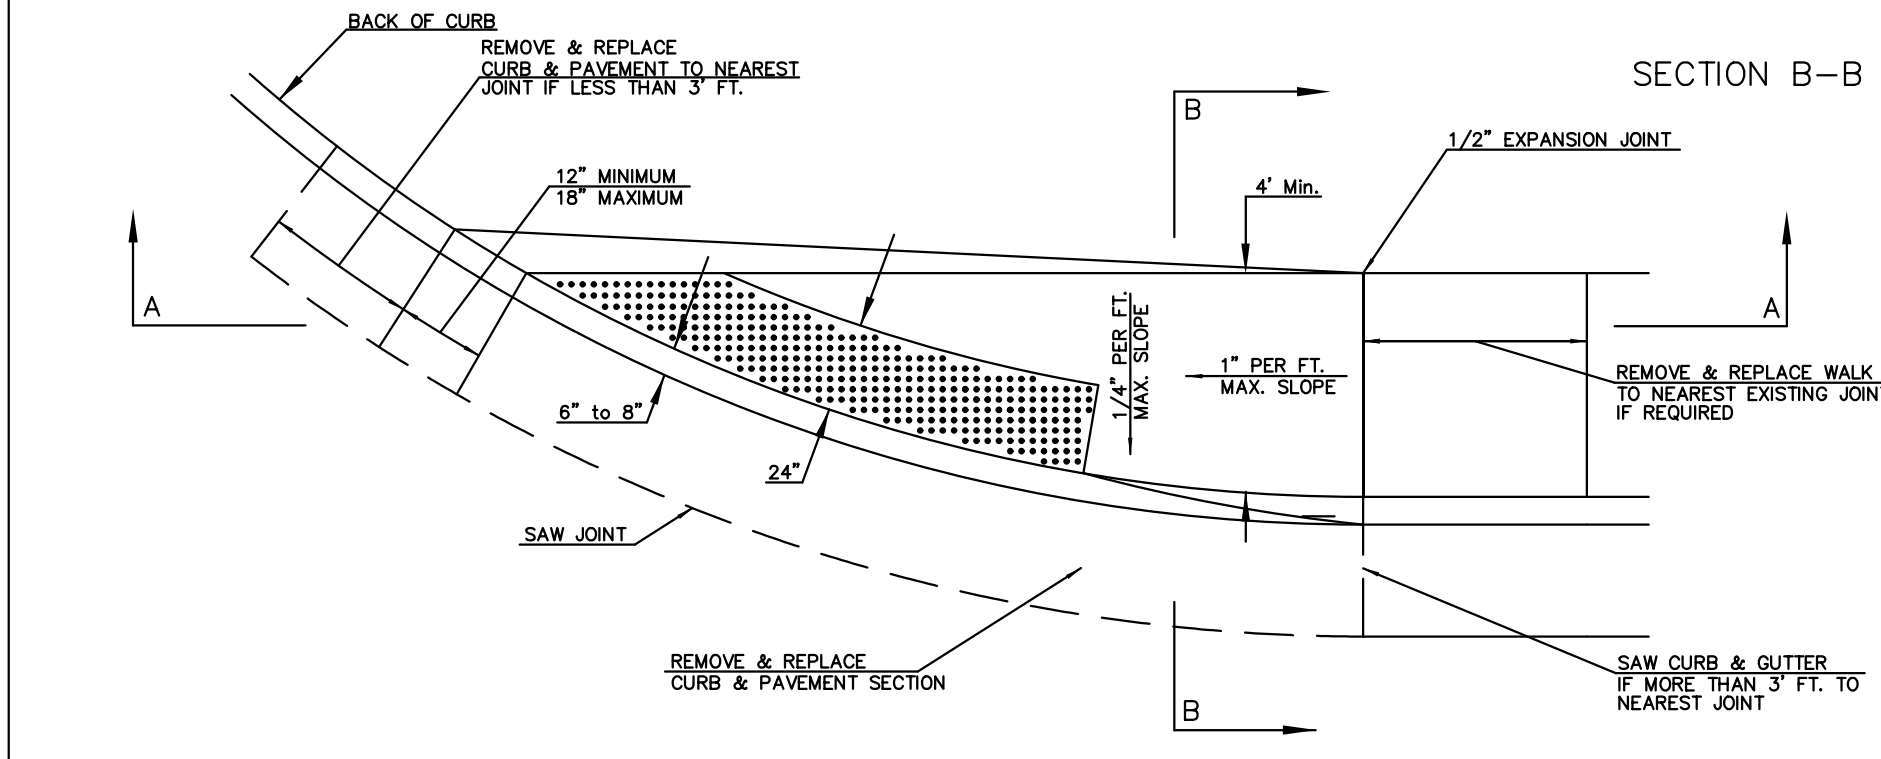 BACK OF CURB
REMOVE & REPLACE
CURB & PAVEMENT TO NEAREST
JOINT IF LESS THAN 3' FT.
SECTION B-B
B
1/2" EXPANSION JOINT
12" MINIMUM
18" MAXIMUM
4' Min.
A
A
1/4" PER FT.
MAX. SLOPE
1" PER FT.
MAX. SLOPE
REMOVE & REPLACE WALK
TO NEAREST EXISTING JOIN
IF REQUIRED
6" to 8"
24"
SAW JOINT
REMOVE & REPLACE
CURB & PAVEMENT SECTION
SAW CURB & GUTTER
IF MORE THAN 3' FT. TO
NEAREST JOINT
B